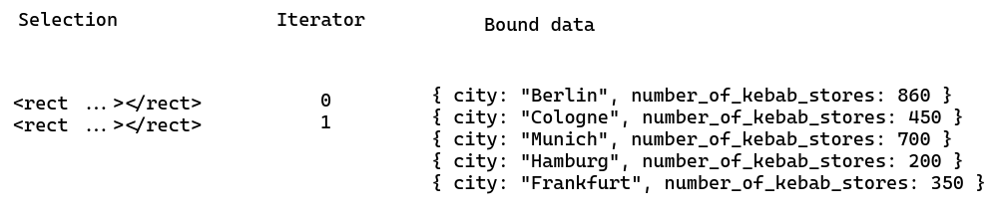 Selection Iterator Bound data
{ city: "Berlin", number_of_kebab_stores: 860 }
<rect ...></rect> 0
{ city: "Cologne", number_of_kebab_stores: 450 }
<rect ...></rect> 1
{ city: "Munich", number_of_kebab_stores: 700 }
{ city: "Hamburg", number_of_kebab_stores: 200 }
{ city: "Frankfurt", number_of_kebab_stores: 350 }